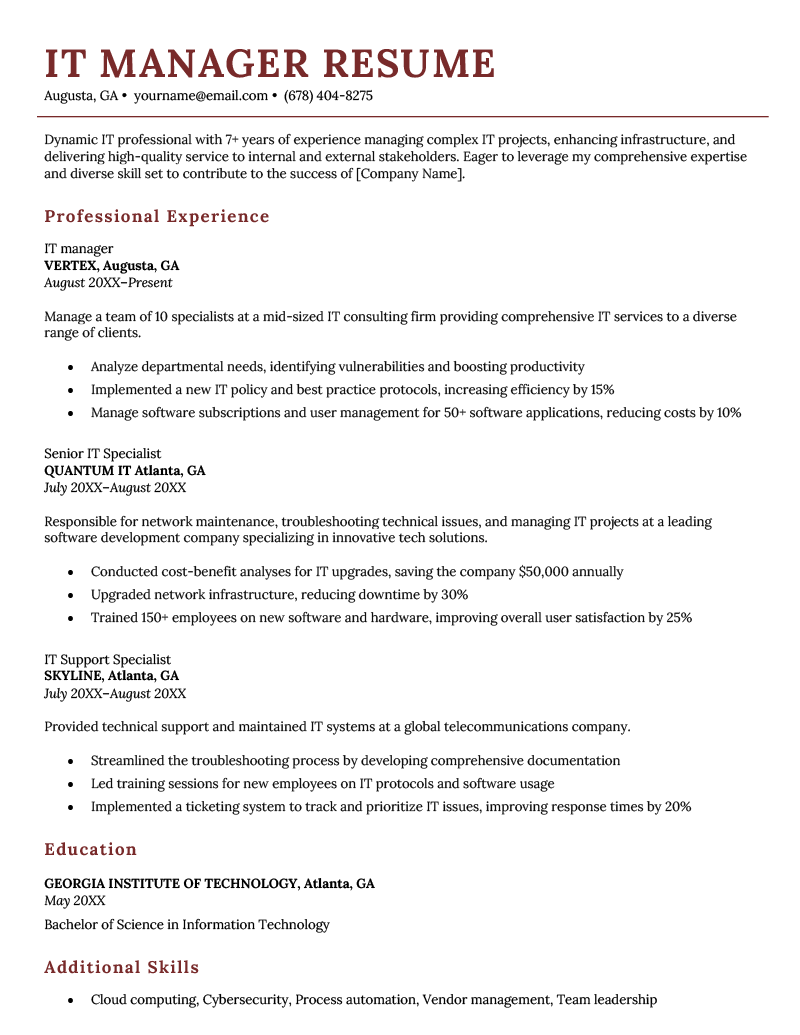 IT MANAGER RESUME
Augusta, GA • yourname@email.com • (678) 404-8275
Dynamic IT professional with 7+ years of experience managing complex IT projects, enhancing infrastructure, and
delivering high-quality service to internal and external stakeholders. Eager to leverage my comprehensive expertise
and diverse skill set to contribute to the success of [Company Name].
Professional Experience
IT manager
VERTEX, Augusta, GA
August 20XX–Present
Manage a team of 10 specialists at a mid-sized IT consulting firm providing comprehensive IT services to a diverse
range of clients.
• Analyze departmental needs, identifying vulnerabilities and boosting productivity
• Implemented a new IT policy and best practice protocols, increasing efficiency by 15%
• Manage software subscriptions and user management for 50+ software applications, reducing costs by 10%
Senior IT Specialist
QUANTUM IT Atlanta, GA
July 20XX–August 20XX
Responsible for network maintenance, troubleshooting technical issues, and managing IT projects at a leading
software development company specializing in innovative tech solutions.
• Conducted cost-benefit analyses for IT upgrades, saving the company $50,000 annually
• Upgraded network infrastructure, reducing downtime by 30%
• Trained 150+ employees on new software and hardware, improving overall user satisfaction by 25%
IT Support Specialist
SKYLINE, Atlanta, GA
July 20XX–August 20XX
Provided technical support and maintained IT systems at a global telecommunications company.
• Streamlined the troubleshooting process by developing comprehensive documentation
• Led training sessions for new employees on IT protocols and software usage
• Implemented a ticketing system to track and prioritize IT issues, improving response times by 20%
Education
GEORGIA INSTITUTE OF TECHNOLOGY, Atlanta, GA
May 20XX
Bachelor of Science in Information Technology
Additional Skills
• Cloud computing, Cybersecurity, Process automation, Vendor management, Team leadership